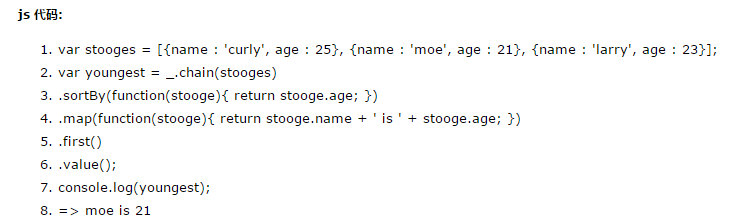 js 代码:
1. var stooges = [{name : 'curly', age : 25}, {name : 'moe', age : 21}, {name : 'larry', age : 23}];
2. var youngest = _.chain(stooges)
3. .sortBy(function(stooge){ return stooge.age; })
4. .map(function(stooge){ return stooge.name + ' is ' + stooge.age; })
5. .first()
6. .value();
7. console.log(youngest);
8. => moe is 21